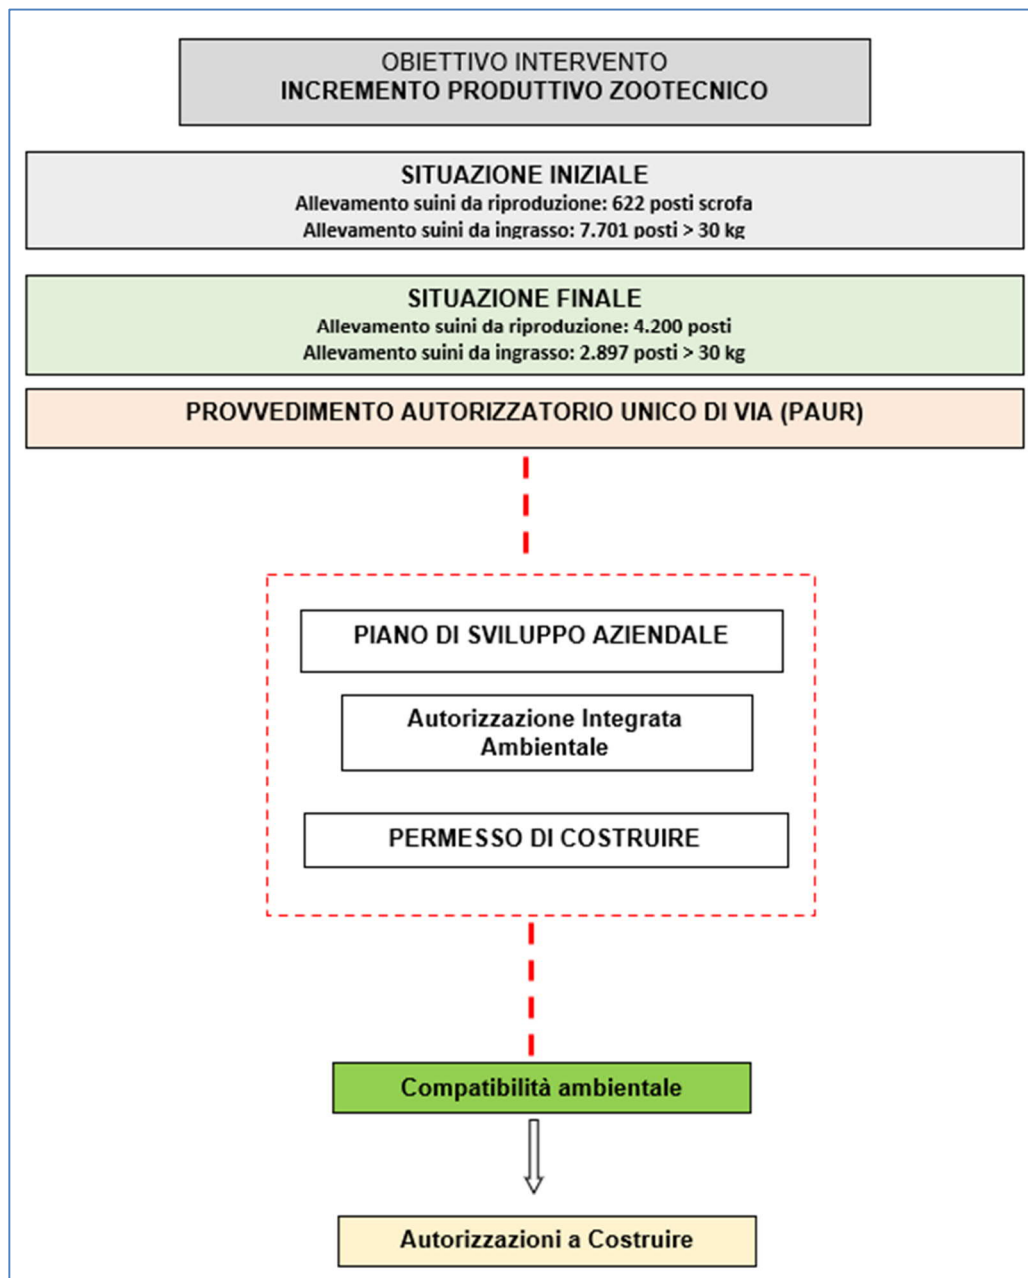 OBIETTIVO INTERVENTO
INCREMENTO PRODUTTIVO ZOOTECNICO
SITUAZIONE INIZIALE
Allevamento suini da riproduzione: 622 posti scrofa
Allevamento suini da ingrasso: 7.701 posti > 30 kg
SITUAZIONE FINALE
Allevamento suini da riproduzione: 4.200 posti
Allevamento suini da ingrasso: 2.897 posti > 30 kg
PROVVEDIMENTO AUTORIZZATORIO UNICO DI VIA (PAUR)
PIANO DI SVILUPPO AZIENDALE
Autorizzazione Integrata
Ambientale
PERMESSO DI COSTRUIRE
Compatibilità ambientale
Autorizzazioni a Costruire